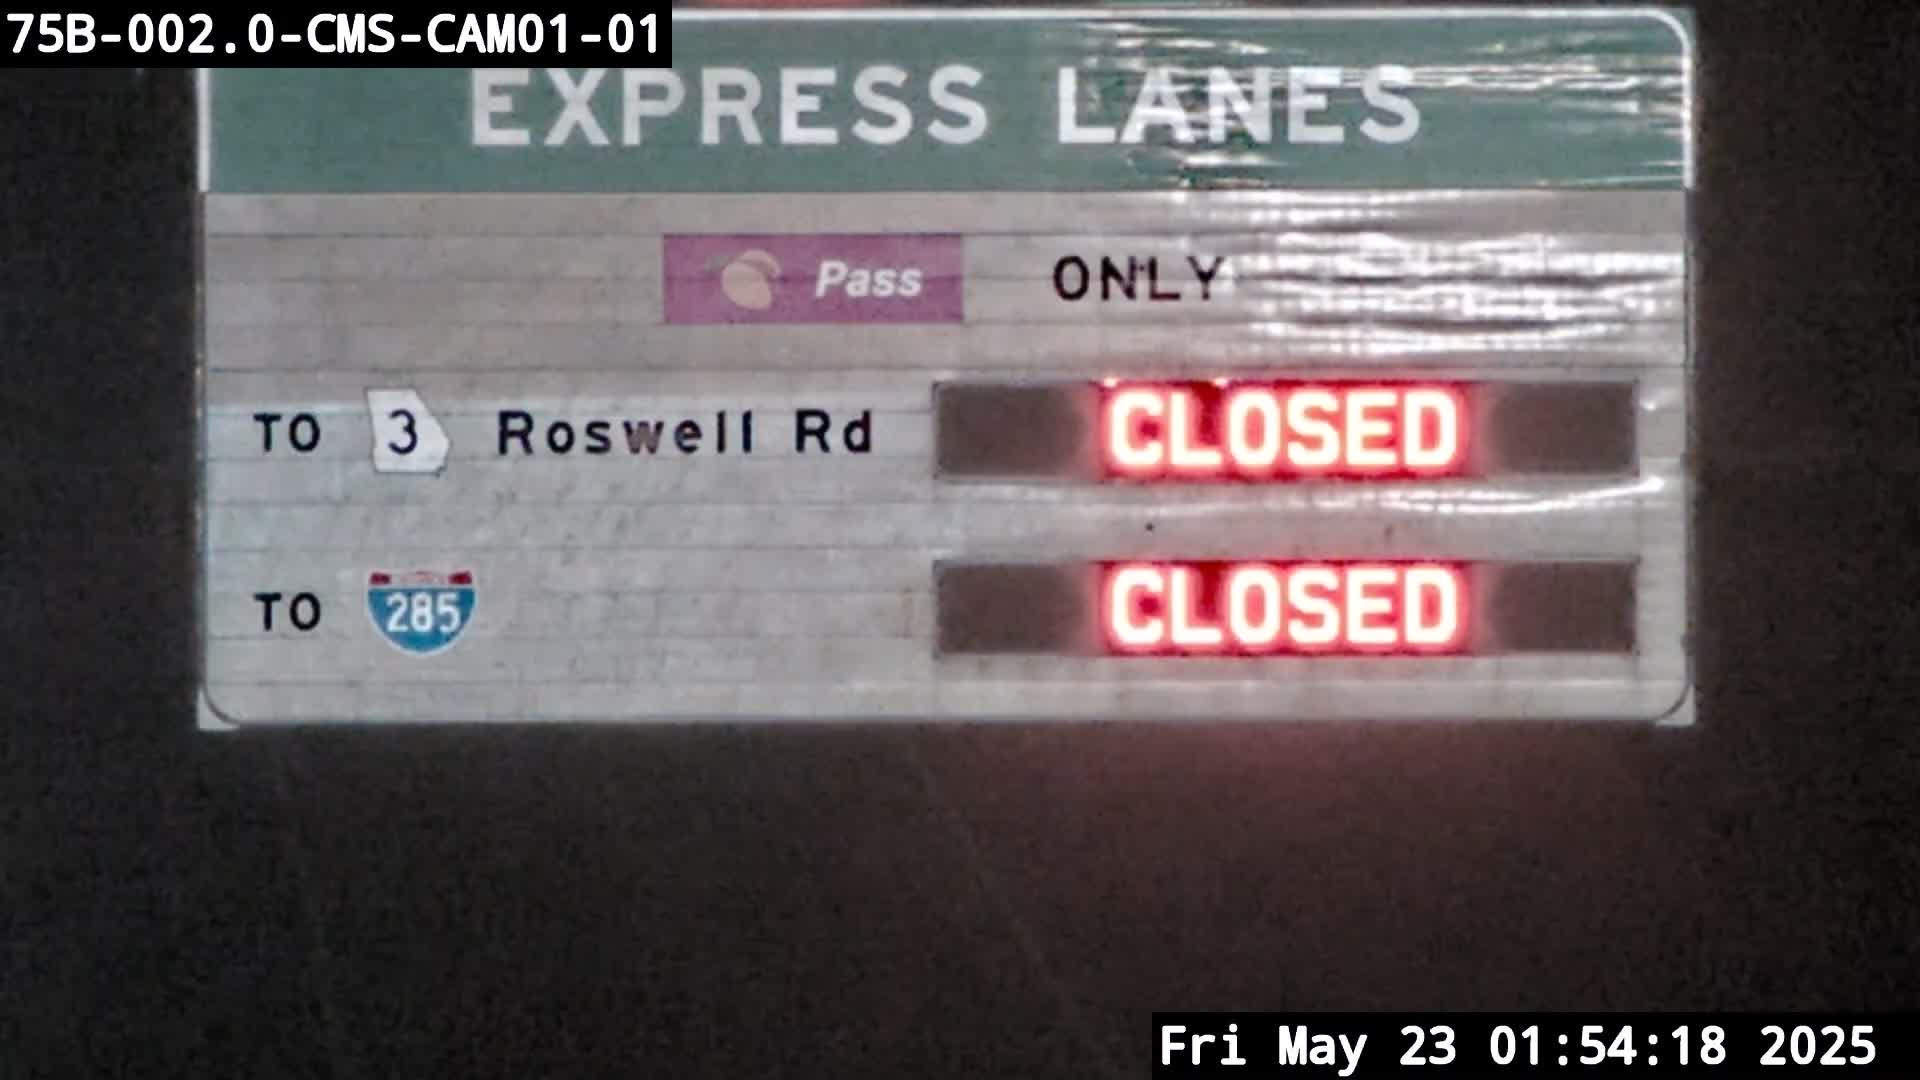 75B-002.0-CMS-CAM01-01
EXPRESS LANES
Pass ONLY
TO 3 Roswell Rd CLOSED
TO 285 CLOSED
Fri May 23 01:54:18 2025